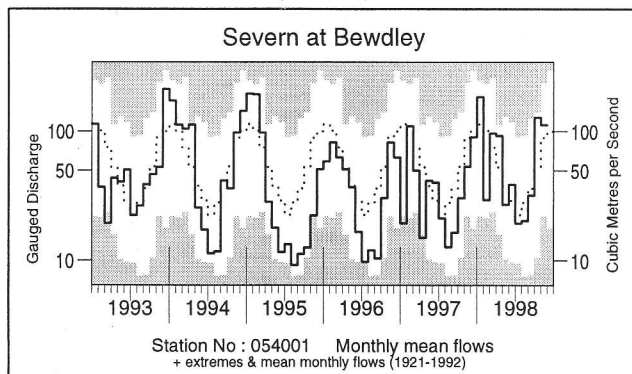 Severn at Bewdley
Gauged Discharge
100
50
10
100
50
10
Cubic Metres per Second
1993 1994 1995 1996 1997 1998
Station No : 054001 Monthly mean flows
+ extremes & mean monthly flows (1921-1992)